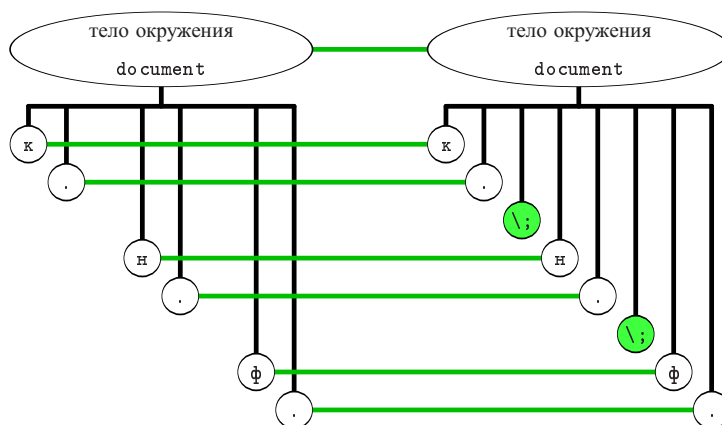 тело окружения
document
тело окружения
document
к
к
.
.
\;
н
н
.
.
\;
ф
ф
.
.